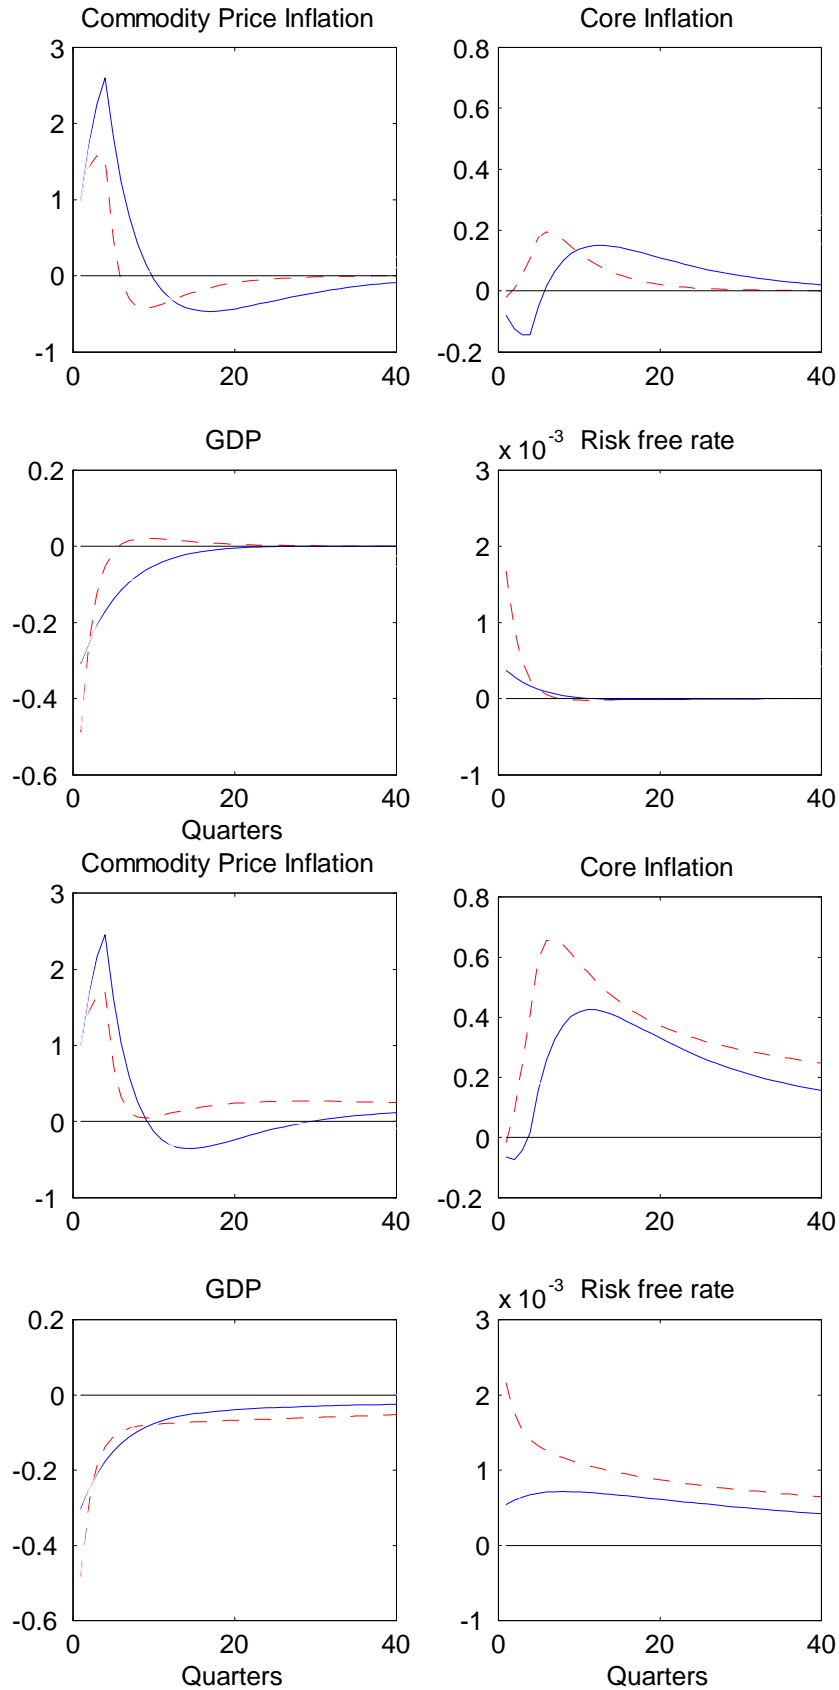 Commodity Price Inflation
3
2
1
0
-1
0 20 40
Core Inflation
0.8
0.6
0.4
0.2
0
-0.2
0 20 40
GDP
0.2
0
-0.2
-0.4
-0.6
0 20 40
Quarters
x 10^-3 Risk free rate
3
2
1
0
-1
0 20 40
Commodity Price Inflation
3
2
1
0
-1
0 20 40
Core Inflation
0.8
0.6
0.4
0.2
0
-0.2
0 20 40
GDP
0.2
0
-0.2
-0.4
-0.6
0 20 40
Quarters
x 10^-3 Risk free rate
3
2
1
0
-1
0 20 40
Quarters